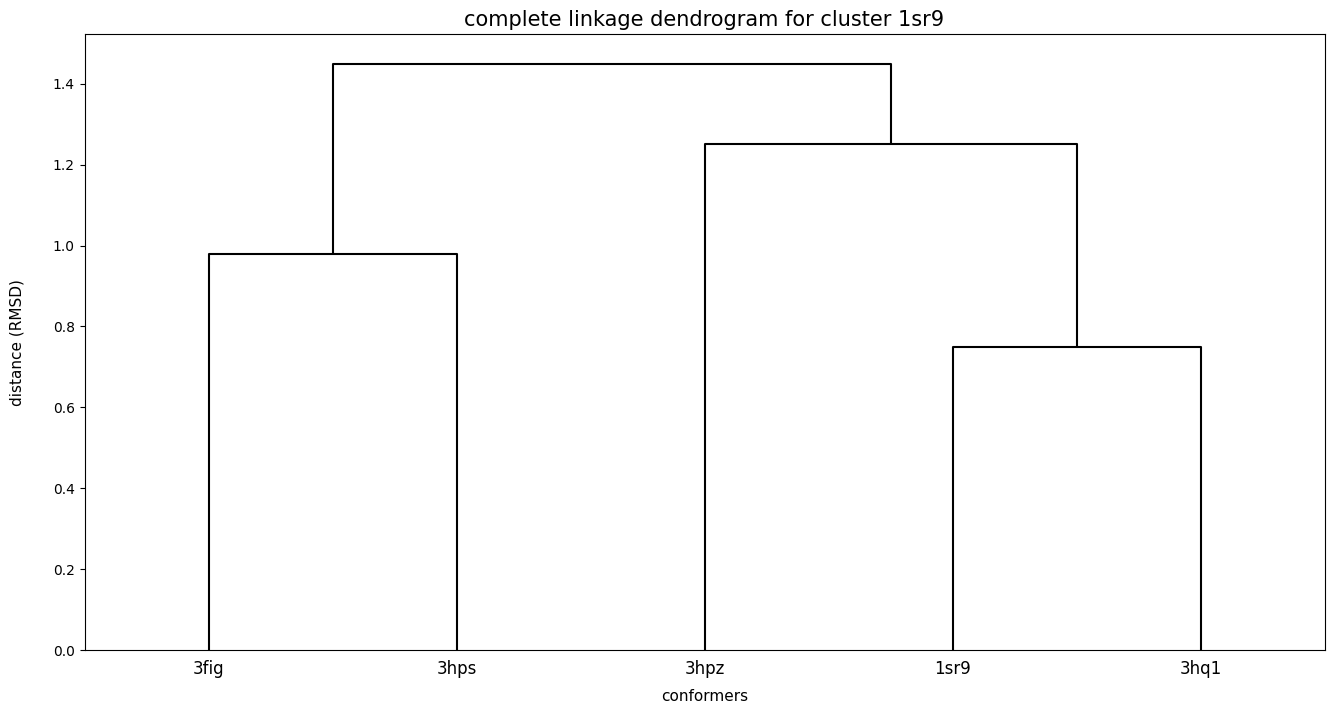 complete linkage dendrogram for cluster 1sr9
1.4
1.2
1.0
0.8
0.6
0.4
0.2
0.0
distance (RMSD)
3fig 3hps 3hpz 1sr9 3hq1
conformers